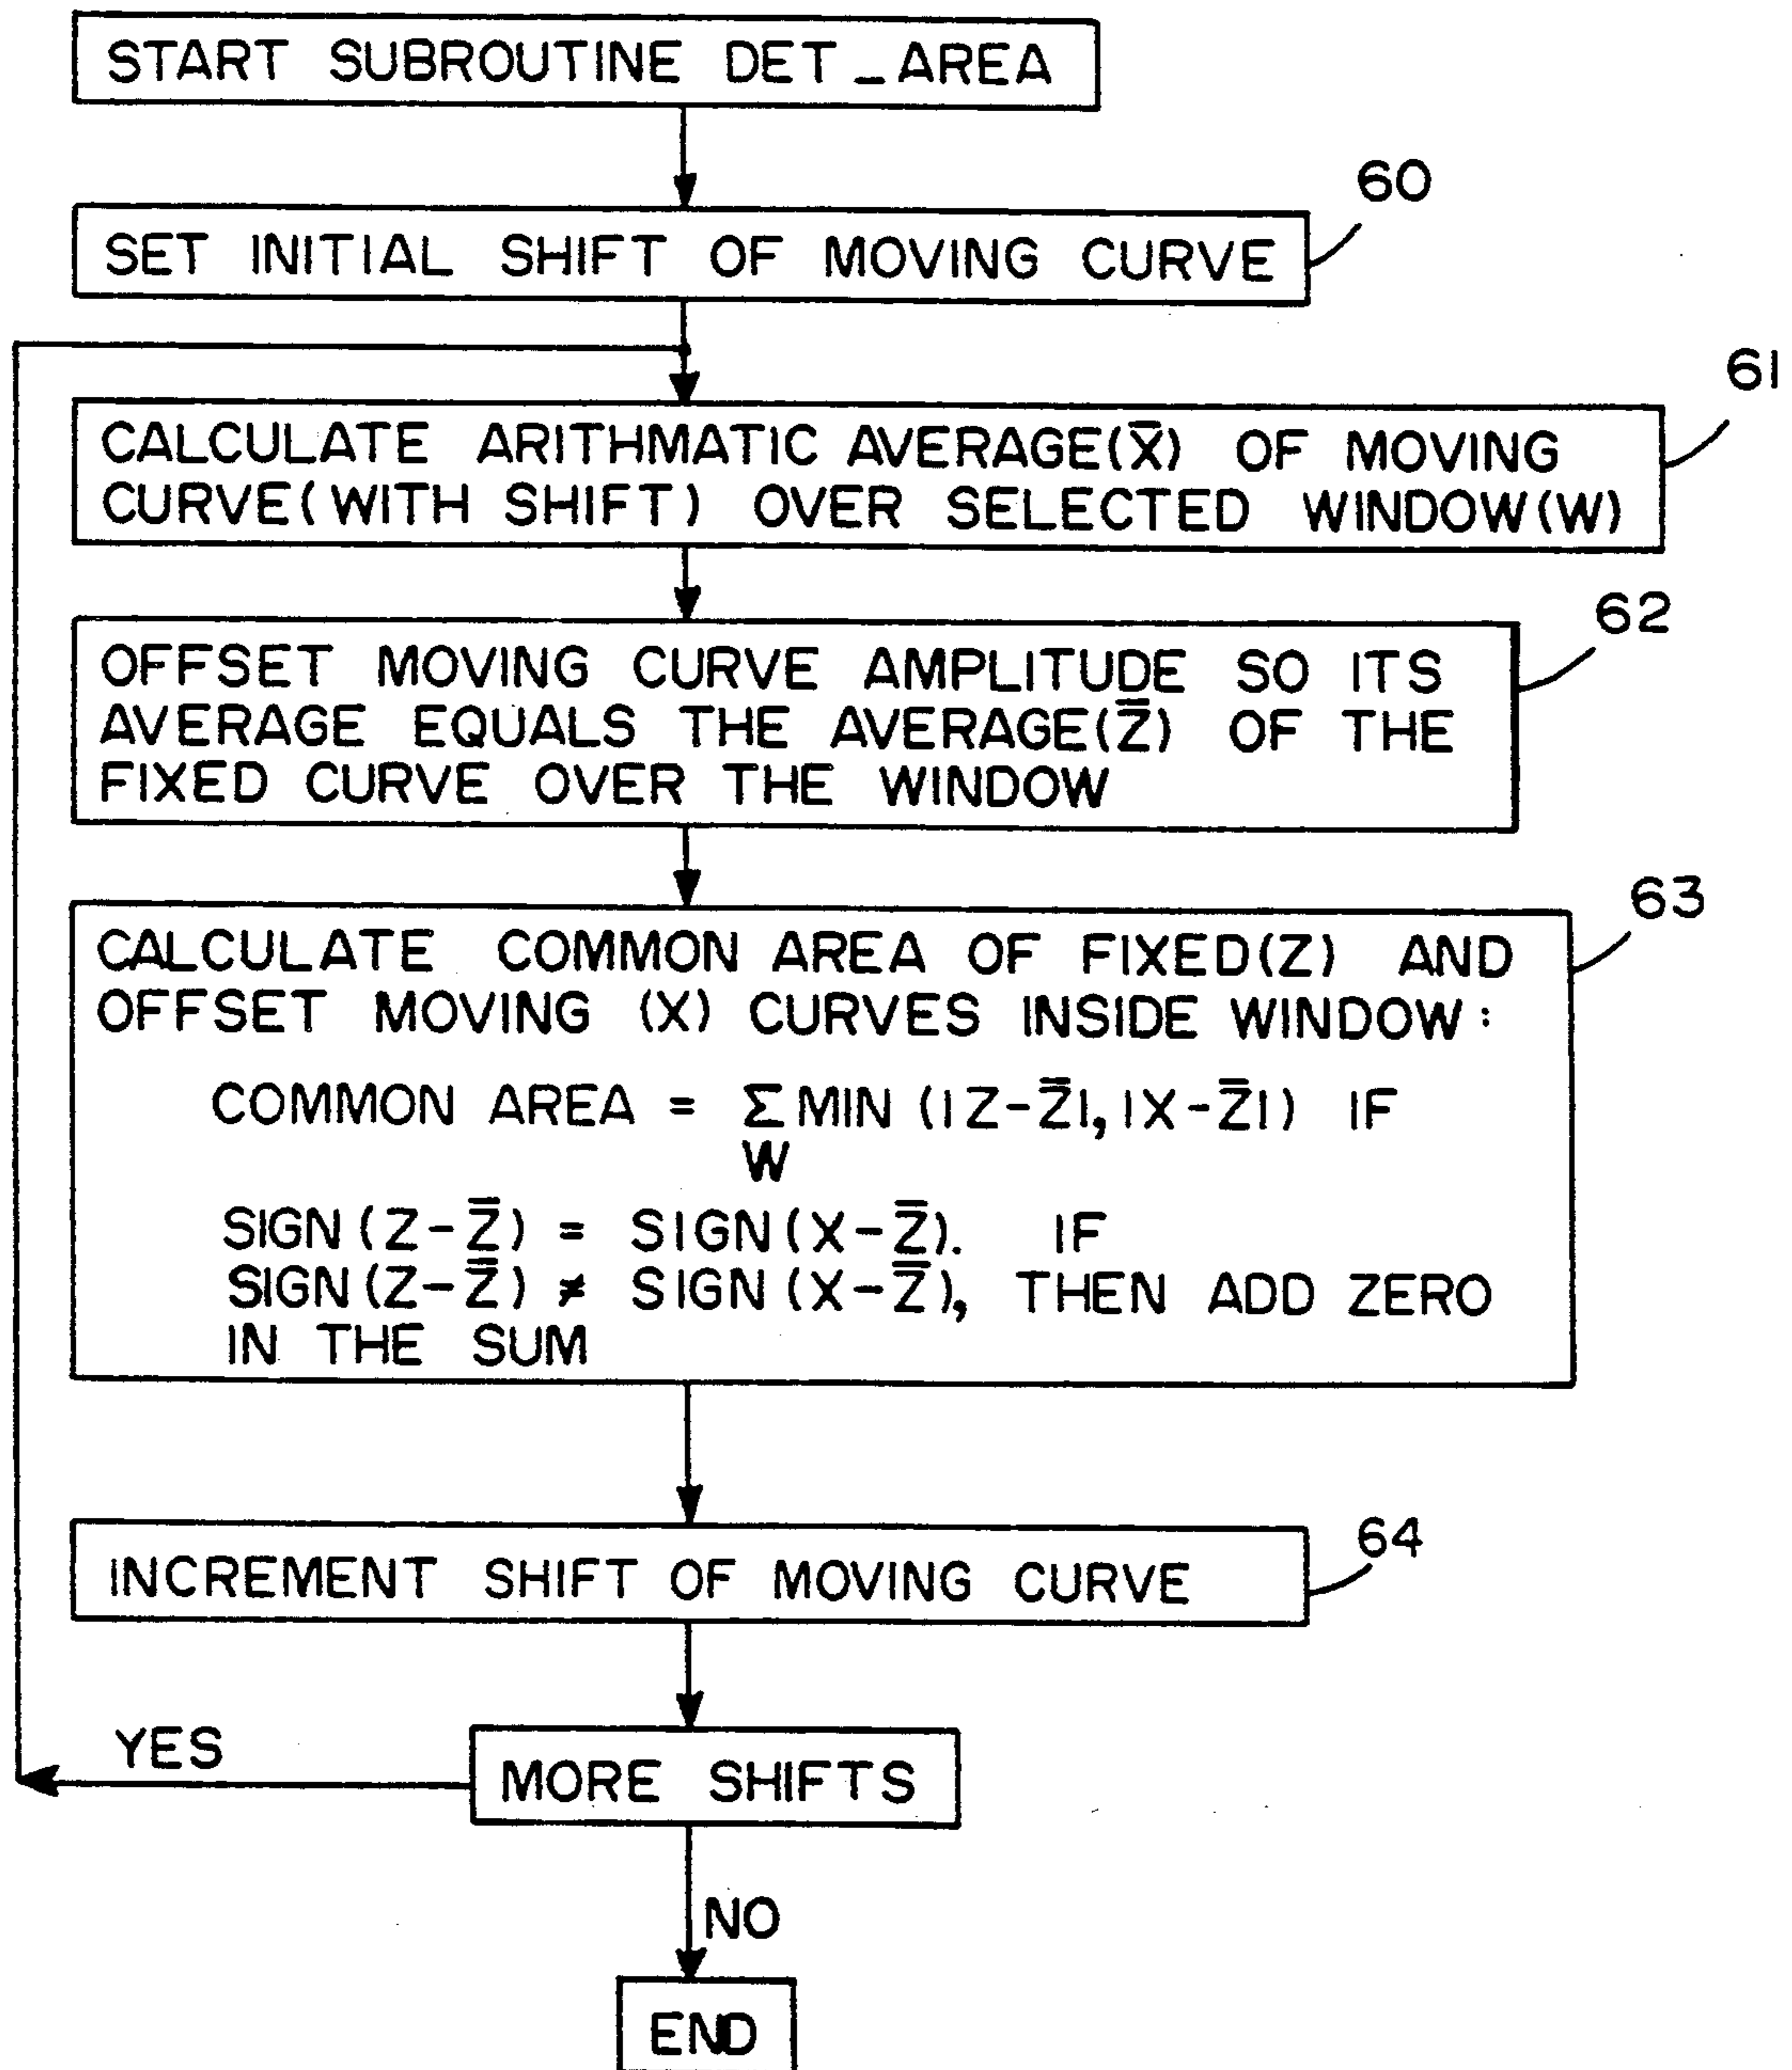 START SUBROUTINE DET_AREA
60
SET INITIAL SHIFT OF MOVING CURVE
61
CALCULATE ARITHMATIC AVERAGE(X̄) OF MOVING
CURVE(WITH SHIFT) OVER SELECTED WINDOW(W)
62
OFFSET MOVING CURVE AMPLITUDE SO ITS
AVERAGE EQUALS THE AVERAGE(Z̄) OF THE
FIXED CURVE OVER THE WINDOW
63
CALCULATE COMMON AREA OF FIXED(Z) AND
OFFSET MOVING (X) CURVES INSIDE WINDOW:
COMMON AREA = Σ MIN (|Z-Z̄|, |X-Z̄|) IF
W
SIGN(Z-Z̄) = SIGN(X-Z̄). IF
SIGN(Z-Z̄) ≠ SIGN(X-Z̄), THEN ADD ZERO
IN THE SUM
64
INCREMENT SHIFT OF MOVING CURVE
YES
MORE SHIFTS
NO
END